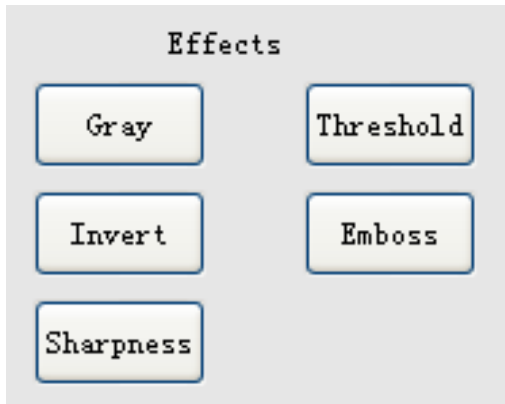 Effects
Gray
Threshold
Invert
Emboss
Sharpness